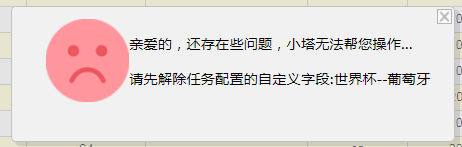 亲爱的，还存在些问题，小塔无法帮您操作...
请先解除任务配置的自定义字段:世界杯--葡萄牙